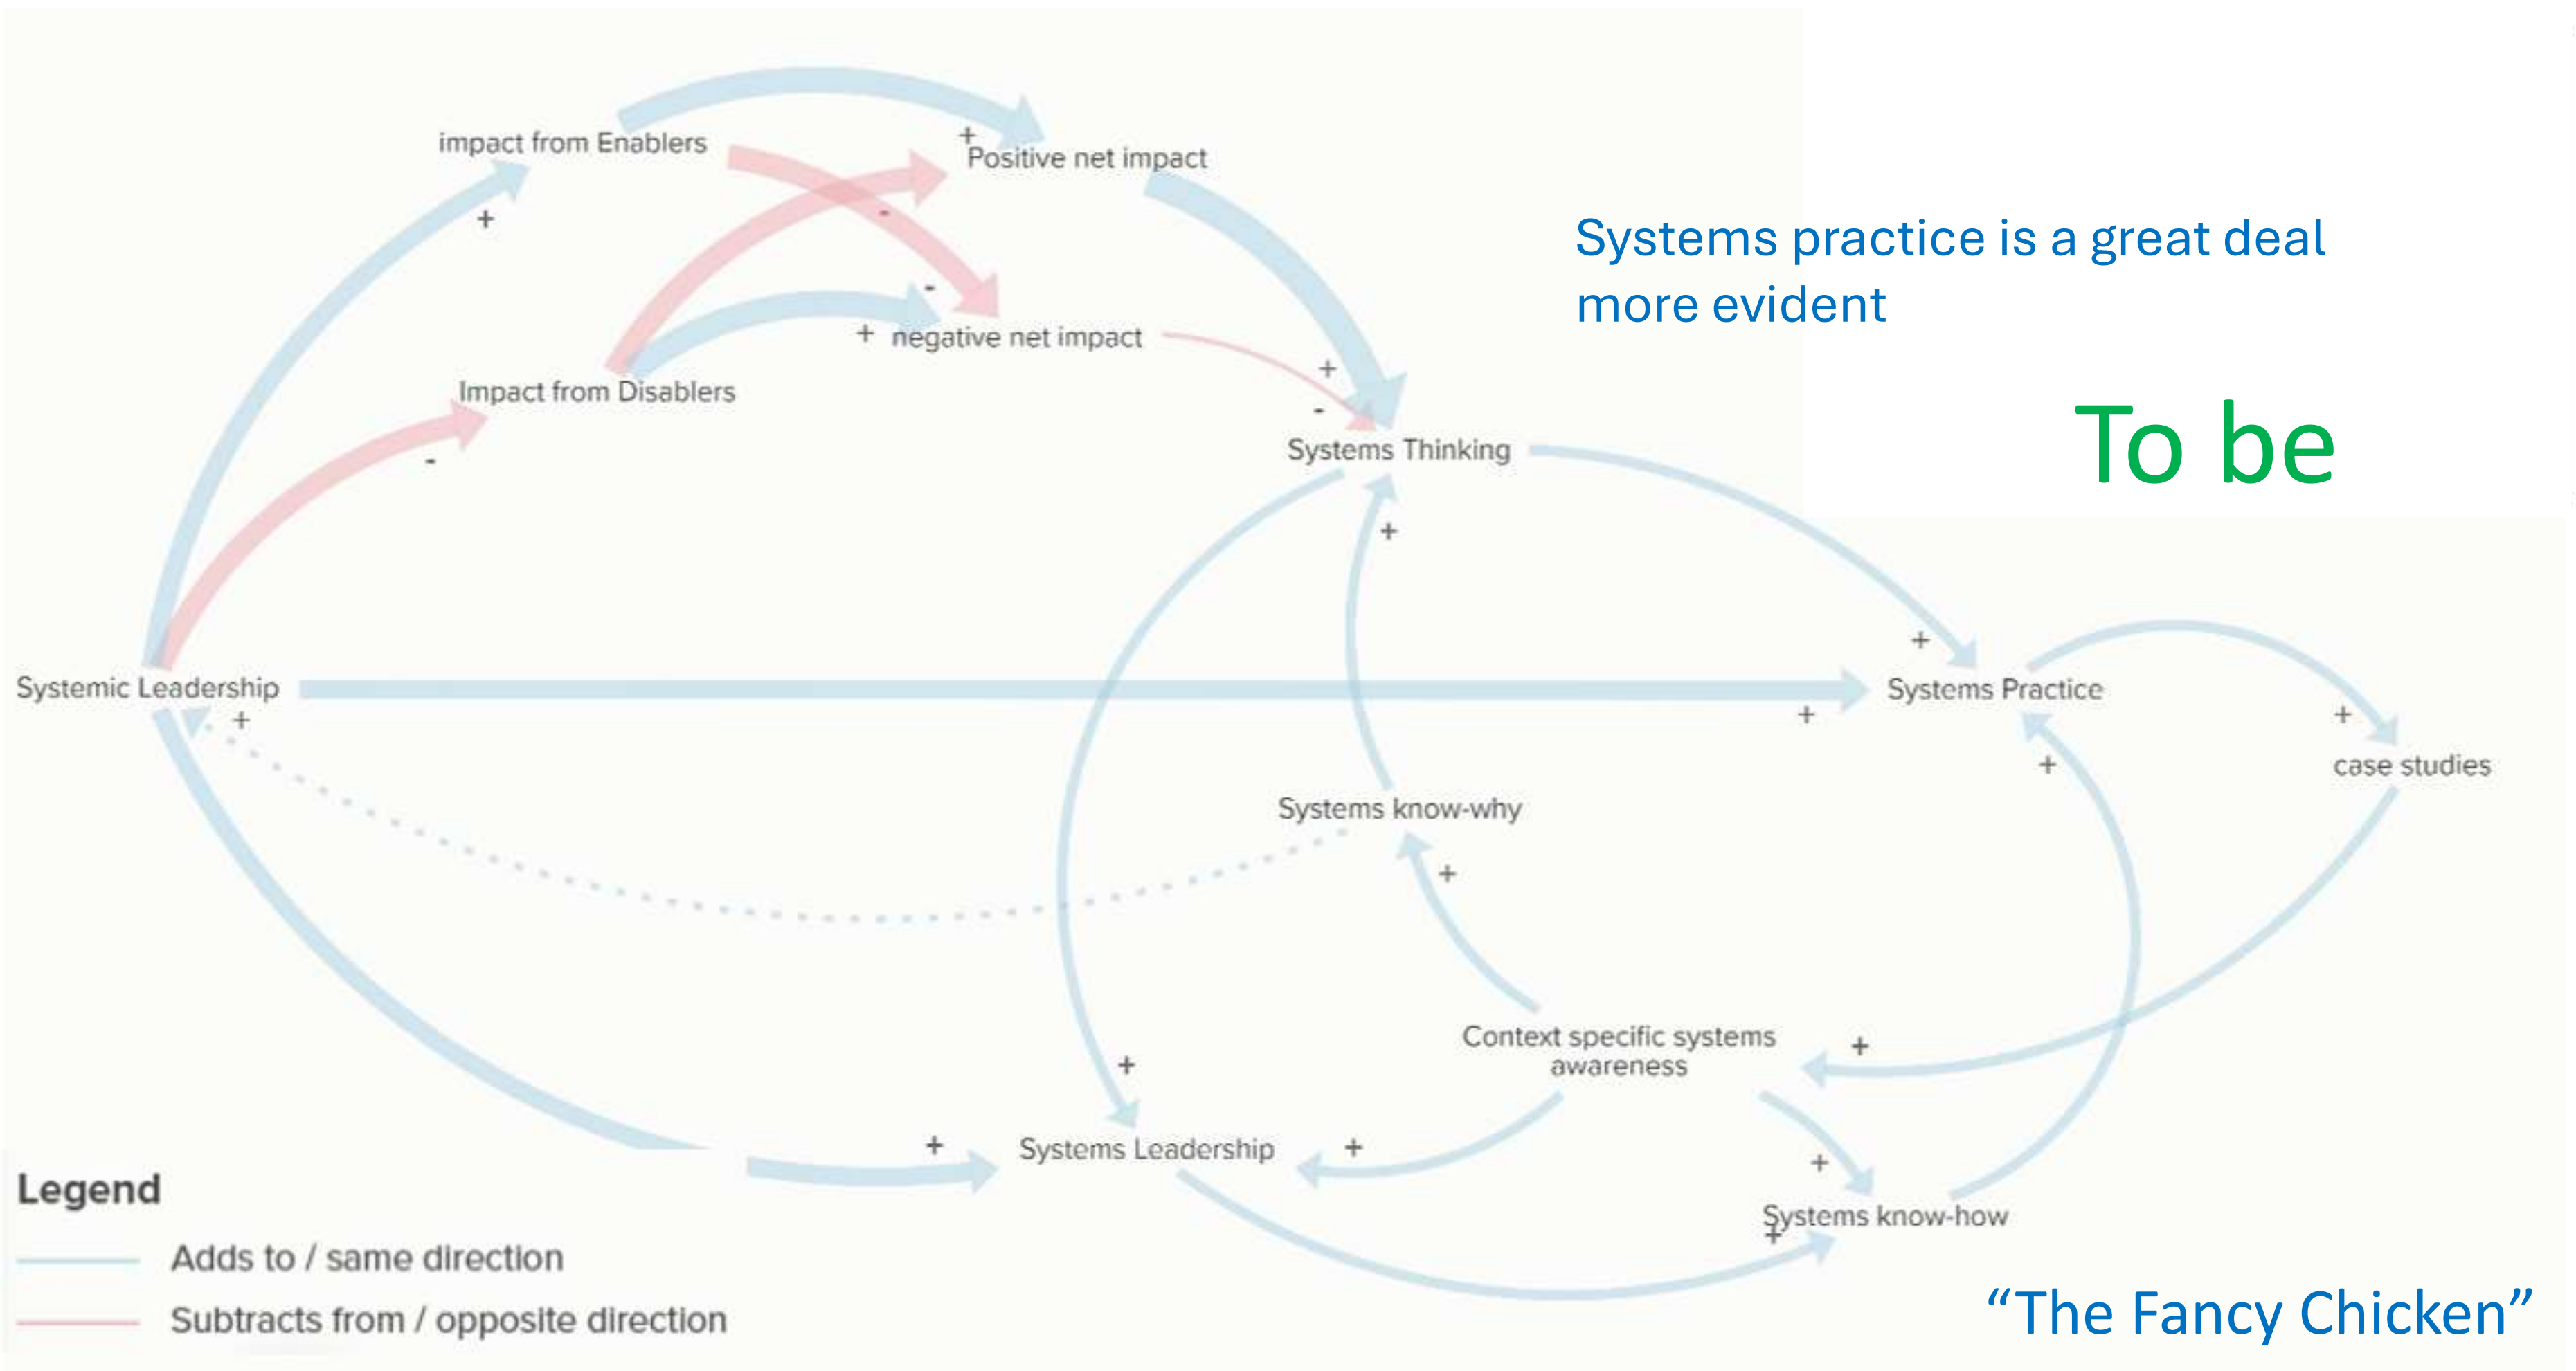 impact from Enablers
+
Positive net impact
+
-
-
+ negative net impact
Impact from Disablers
-
+
-
Systems Thinking
+
Systems practice is a great deal
more evident
To be
Systemic Leadership
+
+
+
Systems Practice
+
+
case studies
Systems know-why
+
Context specific systems
awareness
+
+
+
Systems Leadership
+
+
Systems know-how
+
Legend
Adds to / same direction
Subtracts from / opposite direction
“The Fancy Chicken”